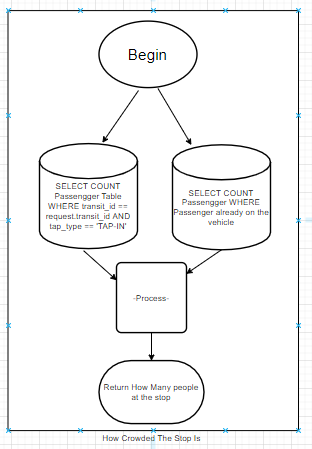 Begin
SELECT COUNT
Passengger Table
WHERE transit_id ==
request.transit_id AND
tap_type == 'TAP-IN'
SELECT COUNT
Passengger WHERE
Passenger already on the
vehicle
-Process-
Return How Many people
at the stop
How Crowded The Stop Is